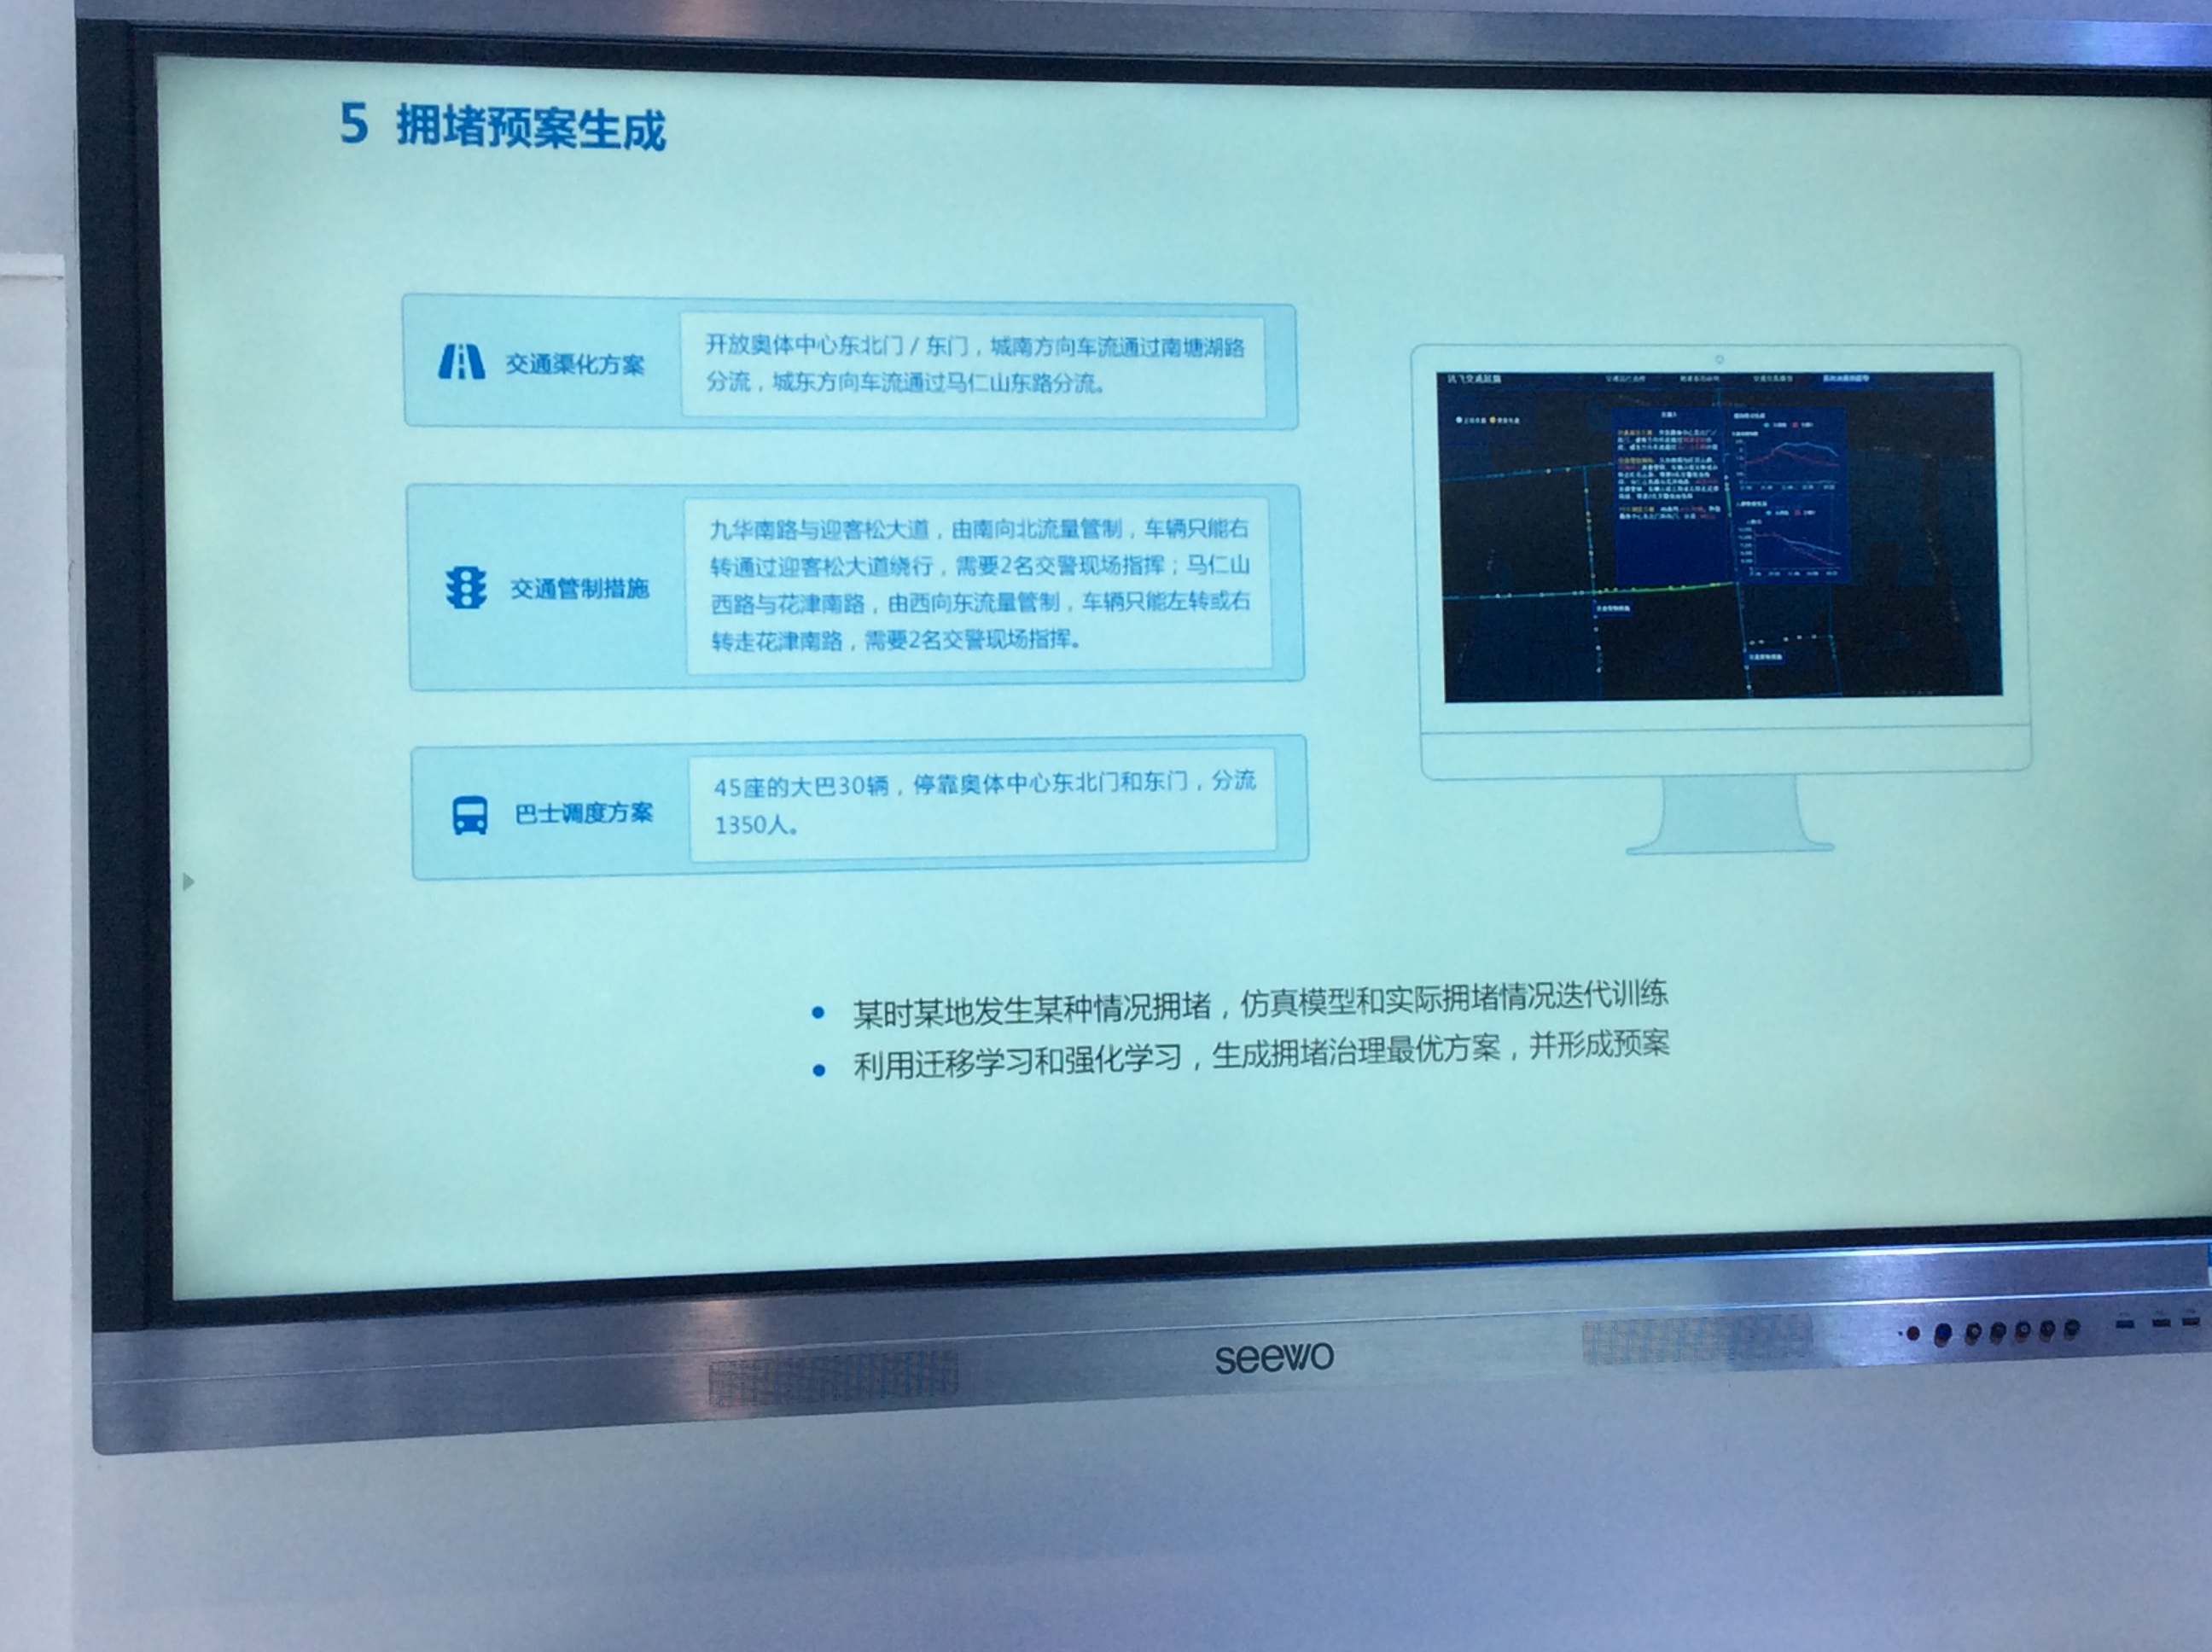 5 拥堵预案生成
交通渠化方案
开放奥体中心东北门 / 东门，城南方向车流通过南塘湖路
分流，城东方向车流通过马仁山东路分流。
交通管制措施
九华南路与迎客松大道，由南向北流量管制，车辆只能右
转通过迎客松大道绕行，需要2名交警现场指挥；马仁山
西路与花津南路，由西向东流量管制，车辆只能左转或右
转走花津南路，需要2名交警现场指挥。
巴士调度方案
45座的大巴30辆，停靠奥体中心东北门和东门，分流
1350人。
讯飞交通超脑
某时某地发生某种情况拥堵，仿真模型和实际拥堵情况迭代训练
利用迁移学习和强化学习，生成拥堵治理最优方案，并形成预案
seewo